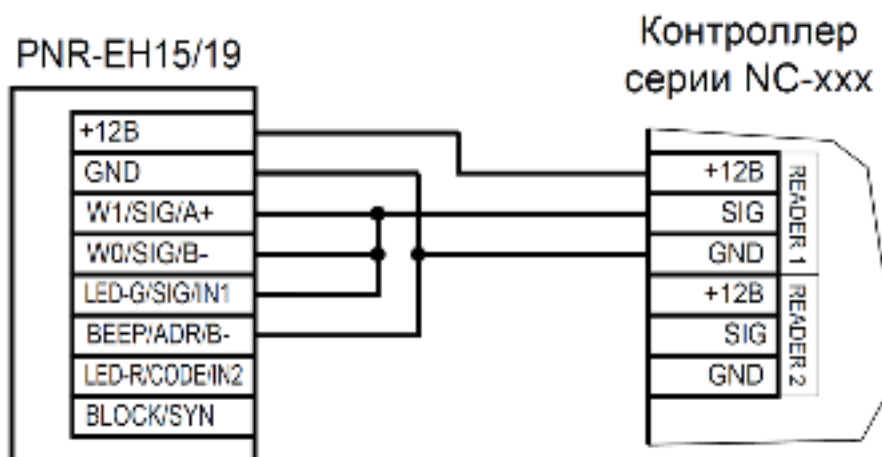 PNR-EH15/19
+12В
GND
W1/SIG/A+
W0/SIG/B-
LED-G/SIG/IN1
BEEP/ADR/B-
LED-R/CODE/IN2
BLOCK/SYN
Контроллер
серии NC-xxx
+12В
SIG
GND
READER 1
+12В
SIG
GND
READER 2